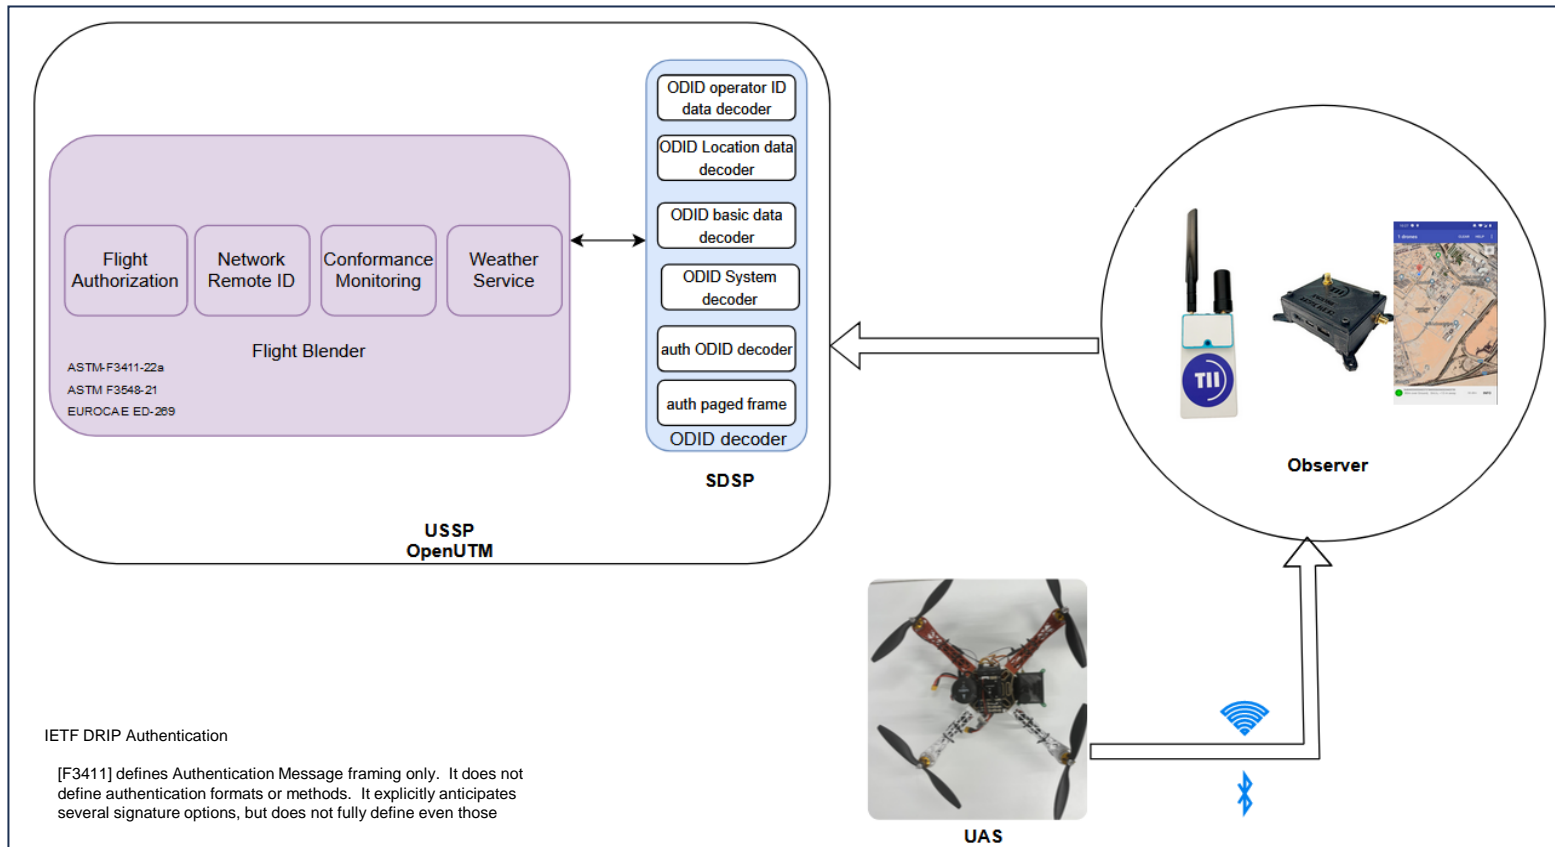 ODID operator ID
data decoder
ODID Location data
decoder
ODID basic data
decoder
ODID System
decoder
auth ODID decoder
auth paged frame
ODID decoder
SDSP
Flight
Authorization
Network
Remote ID
Conformance
Monitoring
Weather
Service
Flight Blender
ASTM-F3411-22a
ASTM F3548-21
EUROCAE ED-269
USSP
OpenUTM
TII
CLEAR
HELP
Observer
UAS
IETF DRIP Authentication
[F3411] defines Authentication Message framing only. It does not
define authentication formats or methods. It explicitly anticipates
several signature options, but does not fully define even those